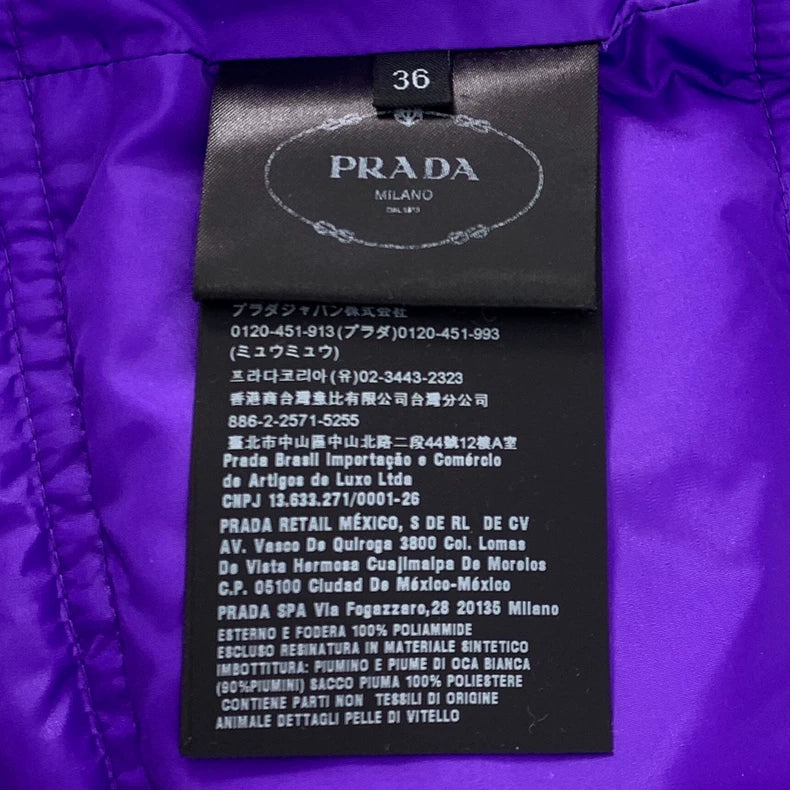 36
PRADA
MILANO
DAL 1913
プラダジャパン株式会社
0120-451-913(プラダ)0120-451-993
(ミュウミュウ)
프라다코리아(유)02-3443-2323
香港商台灣意比有限公司台灣分公司
886-2-2571-5255
臺北市中山區中山北路二段44號12樓A室
Prada Brasil Importação e Comércio
de Artigos de Luxo Ltda
CNPJ 13.633.271/0001-26
PRADA RETAIL MÉXICO, S DE RL DE CV
AV. Vasco De Quiroga 3800 Col. Lomas
De Vista Hermosa Cuajimalpa De Morelos
C.P. 05100 Ciudad De México-México
PRADA SPA Via Fogazzaro,28 20135 Milano
ESTERNO E FODERA 100% POLIAMMIDE
ESCLUSO RESINATURA IN MATERIALE SINTETICO
IMBOTTITURA: PIUMINO E PIUME DI OCA BIANCA
(90%PIUMINI) SACCO PIUMA 100% POLIESTERE
CONTIENE PARTI NON TESSILI DI ORIGINE
ANIMALE DETTAGLI PELLE DI VITELLO